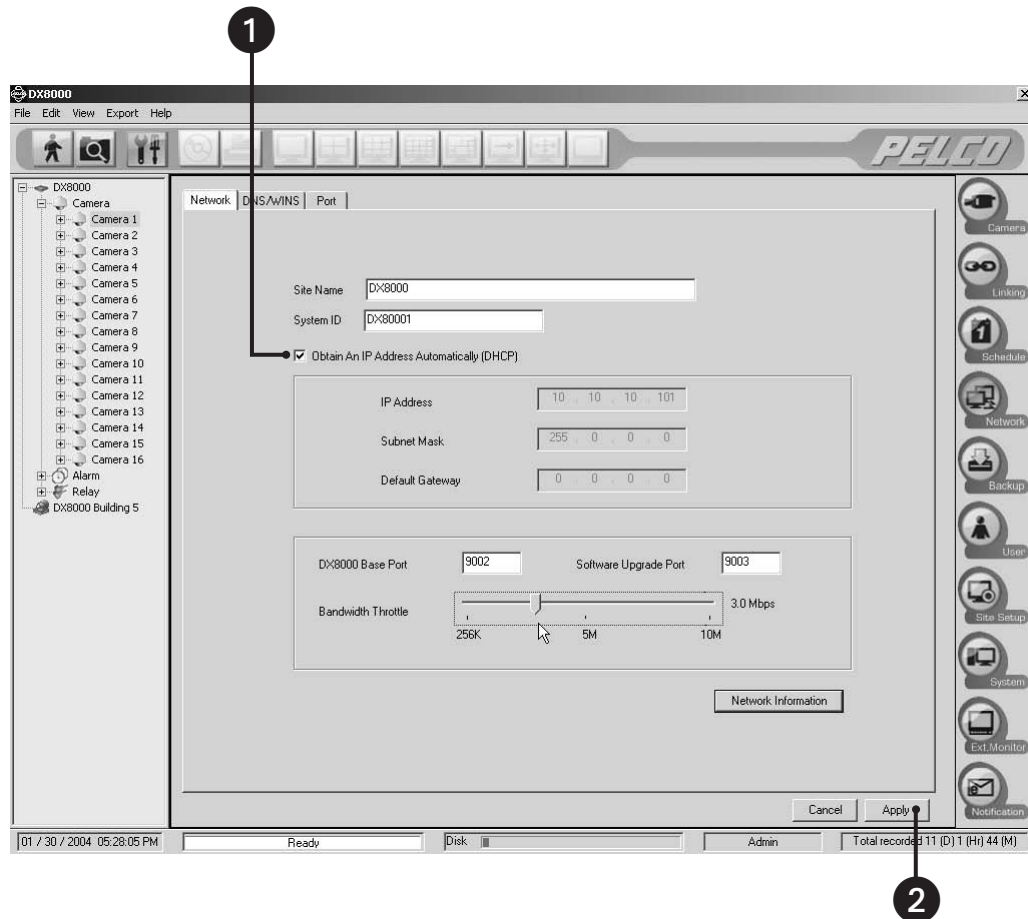 1
DX8000
File Edit View Export Help
PELCO
DX8000
Camera
Camera 1
Camera 2
Camera 3
Camera 4
Camera 5
Camera 6
Camera 7
Camera 8
Camera 9
Camera 10
Camera 11
Camera 12
Camera 13
Camera 14
Camera 15
Camera 16
Alarm
Relay
DX8000 Building 5
Network DNS/WINS Port
Site Name DX8000
System ID DX80001
Obtain An IP Address Automatically (DHCP)
IP Address 10 . 10 . 10 . 101
Subnet Mask 255 . 0 . 0 . 0
Default Gateway 0 . 0 . 0 . 0
DX8000 Base Port 9002 Software Upgrade Port 9003
Bandwidth Throttle 3.0 Mbps
256K 5M 10M
Network Information
Cancel Apply
Camera
Linking
1
Schedule
Network
Backup
User
Site Setup
System
Ext.Monitor
Notification
01 / 30 / 2004 05:28:05 PM Ready Disk Admin Total recorded 11 (D) 1 (Hr) 44 (M)
2